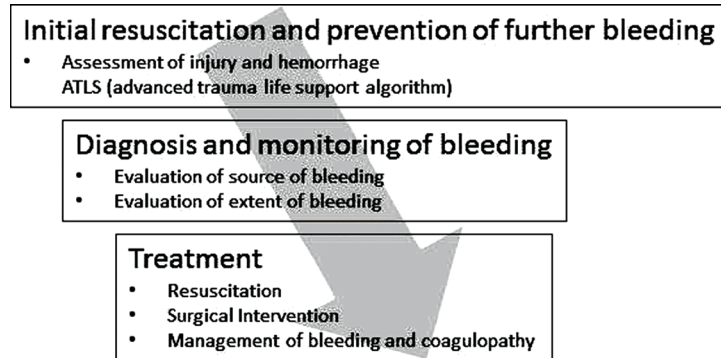 Initial resuscitation and prevention of further bleeding
• Assessment of injury and hemorrhage
ATLS (advanced trauma life support algorithm)
Diagnosis and monitoring of bleeding
• Evaluation of source of bleeding
• Evaluation of extent of bleeding
Treatment
• Resuscitation
• Surgical Intervention
• Management of bleeding and coagulopathy